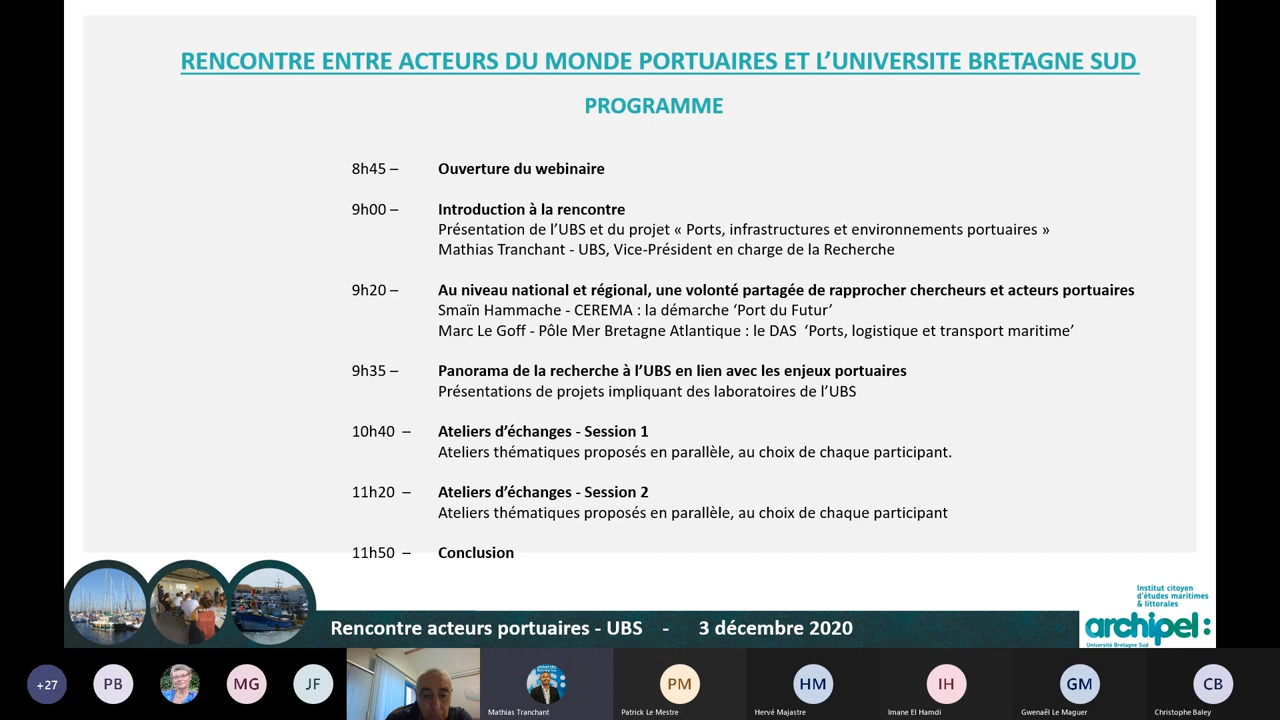 RENCONTRE ENTRE ACTEURS DU MONDE PORTUAIRES ET L’UNIVERSITE BRETAGNE SUD
PROGRAMME
8h45 – Ouverture du webinaire
9h00 – Introduction à la rencontre
Présentation de l’UBS et du projet « Ports, infrastructures et environnements portuaires »
Mathias Tranchant - UBS, Vice-Président en charge de la Recherche
9h20 – Au niveau national et régional, une volonté partagée de rapprocher chercheurs et acteurs portuaires
Smaïn Hammache - CEREMA : la démarche ‘Port du Futur’
Marc Le Goff - Pôle Mer Bretagne Atlantique : le DAS ‘Ports, logistique et transport maritime’
9h35 – Panorama de la recherche à l’UBS en lien avec les enjeux portuaires
Présentations de projets impliquant des laboratoires de l’UBS
10h40 – Ateliers d’échanges - Session 1
Ateliers thématiques proposés en parallèle, au choix de chaque participant.
11h20 – Ateliers d’échanges - Session 2
Ateliers thématiques proposés en parallèle, au choix de chaque participant
11h50 – Conclusion
Institut citoyen
d’études maritimes
& littorales
archipel:
Université Bretagne Sud
Rencontre acteurs portuaires - UBS - 3 décembre 2020
+27 PB MG JF PM HM IH GM CB
Mathias Tranchant Patrick Le Mestre Hervé Majastre Imane El Hamdi Gwenaël Le Maguer Christophe Baley